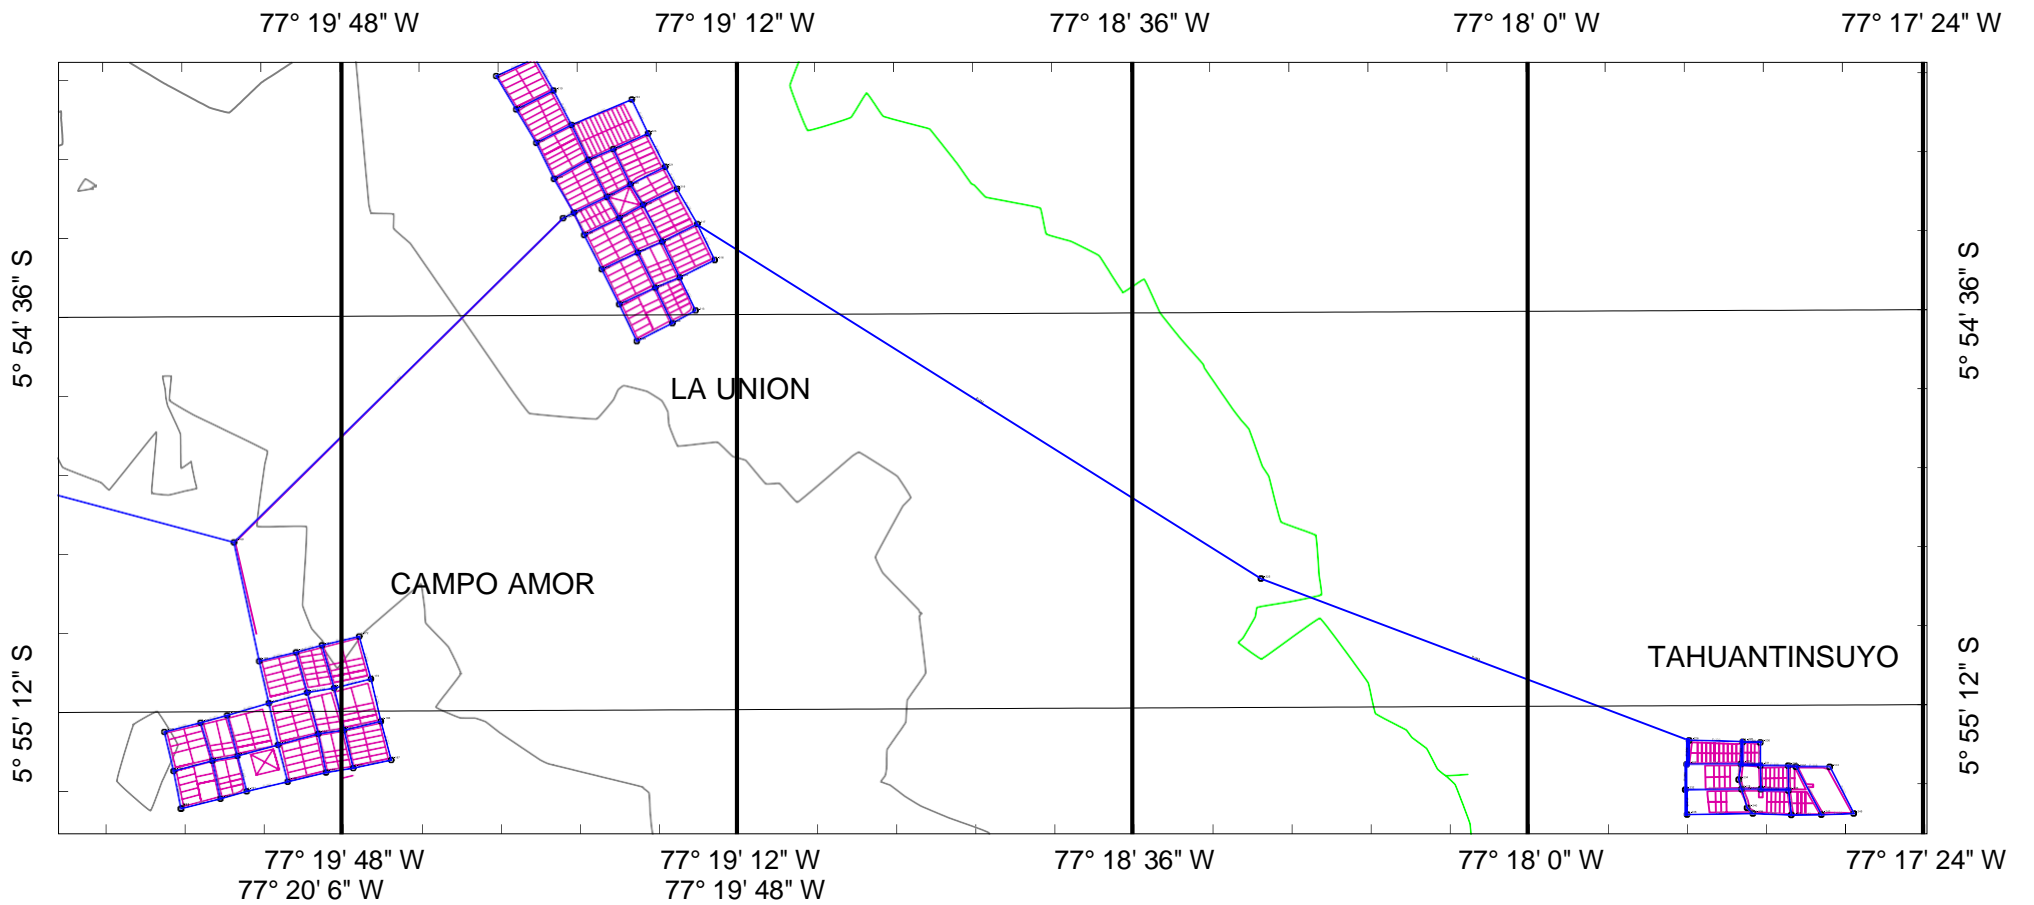 77° 19' 48" W 77° 19' 12" W 77° 18' 36" W 77° 18' 0" W 77° 17' 24" W
5° 54' 36" S
5° 54' 36" S
LA UNION
CAMPO AMOR
TAHUANTINSUYO
5° 55' 12" S
5° 55' 12" S
77° 19' 48" W 77° 19' 12" W 77° 18' 36" W 77° 18' 0" W 77° 17' 24" W
77° 20' 6" W 77° 19' 48" W